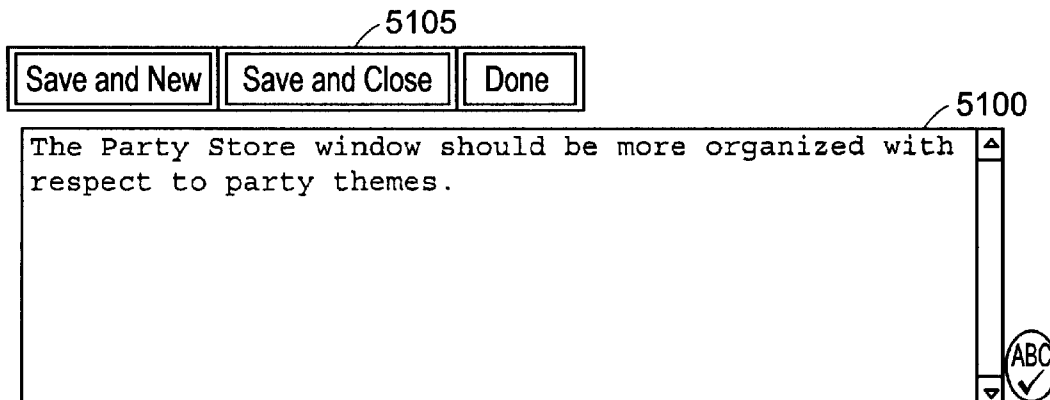 5105
Save and New Save and Close Done
5100
The Party Store window should be more organized with
respect to party themes.
ABC